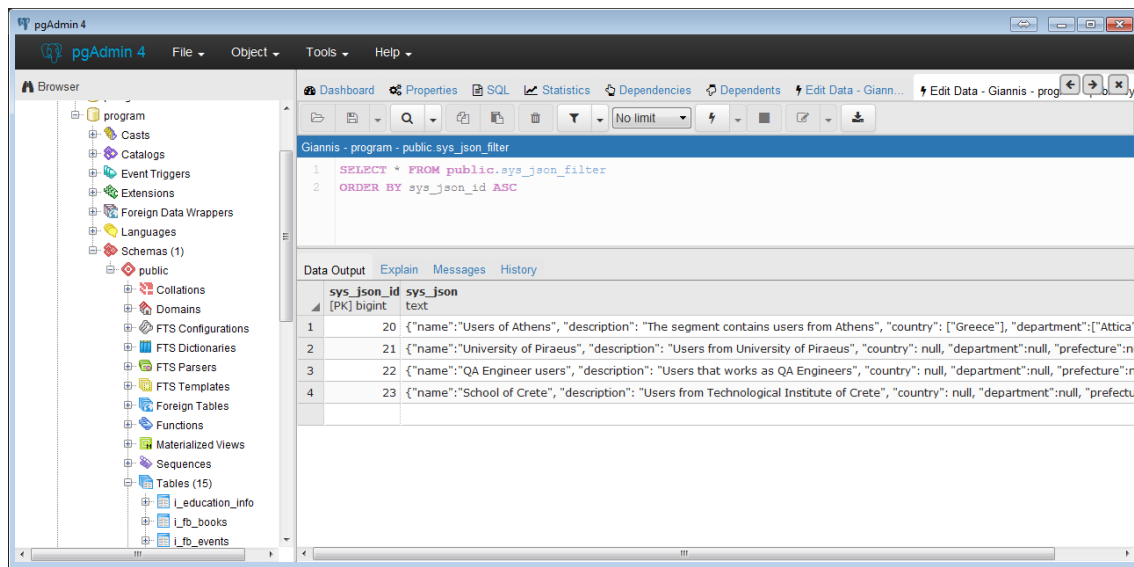 pgAdmin 4
pgAdmin 4 File Object Tools Help
Browser
program
Casts
Catalogs
Event Triggers
Extensions
Foreign Data Wrappers
Languages
Schemas (1)
public
Collations
Domains
FTS Configurations
FTS Dictionaries
FTS Parsers
FTS Templates
Foreign Tables
Functions
Materialized Views
Sequences
Tables (15)
i_education_info
i_fb_books
i_fb_events
Dashboard Properties SQL Statistics Dependencies Dependents Edit Data - Giann... Edit Data - Giannis - prog
No limit
Giannis - program - public.sys_json_filter
1 SELECT * FROM public.sys_json_filter
2 ORDER BY sys_json_id ASC
Data Output Explain Messages History
sys_json_id sys_json
[PK] bigint text
1 20 {"name":"Users of Athens", "description": "The segment contains users from Athens", "country": ["Greece"], "department":["Attica"
2 21 {"name":"University of Piraeus", "description": "Users from University of Piraeus", "country": null, "department":null, "prefecture":n
3 22 {"name":"QA Engineer users", "description": "Users that works as QA Engineers", "country": null, "department":null, "prefecture":n
4 23 {"name":"School of Crete", "description": "Users from Technological Institute of Crete", "country": null, "department":null, "prefectu